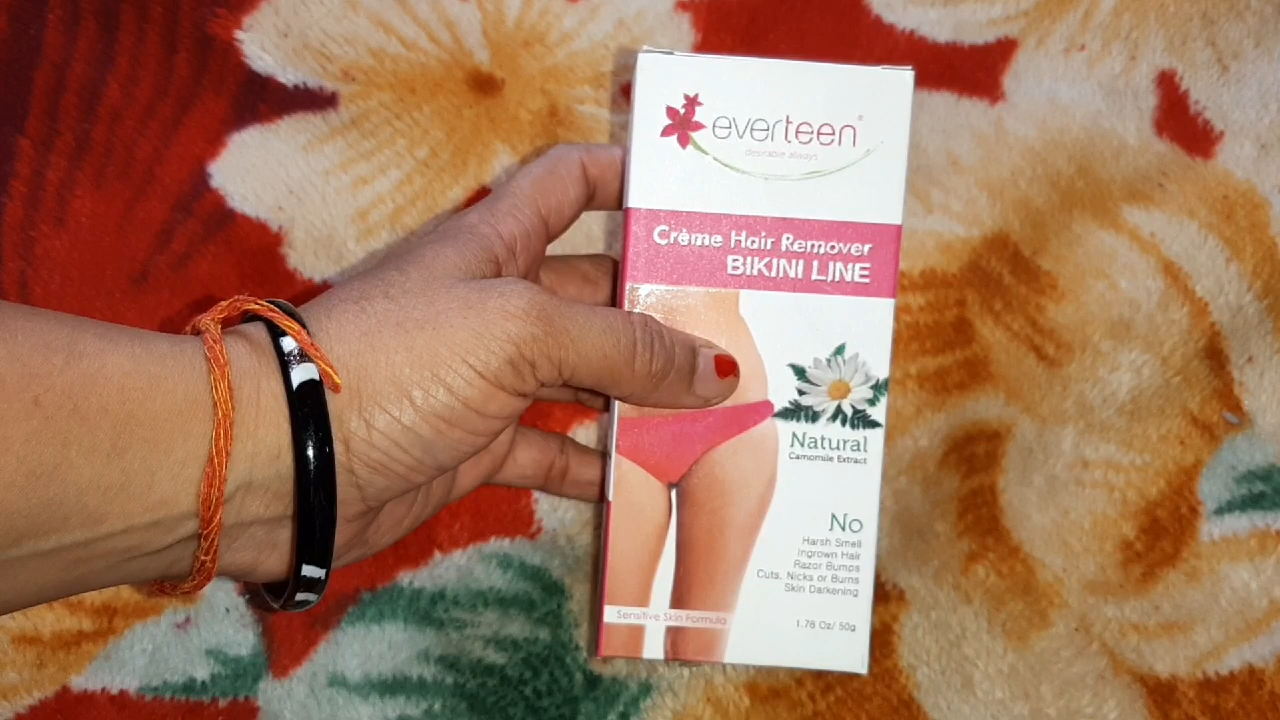 everteen®
desirable always
Crème Hair Remover
BIKINI LINE
Natural
Camomile Extract
No
Harsh Smell
Ingrown Hair
Razor Bumps
Cuts, Nicks or Burns
Skin Darkening
Sensitive Skin Formula
1.76 Oz/ 50g